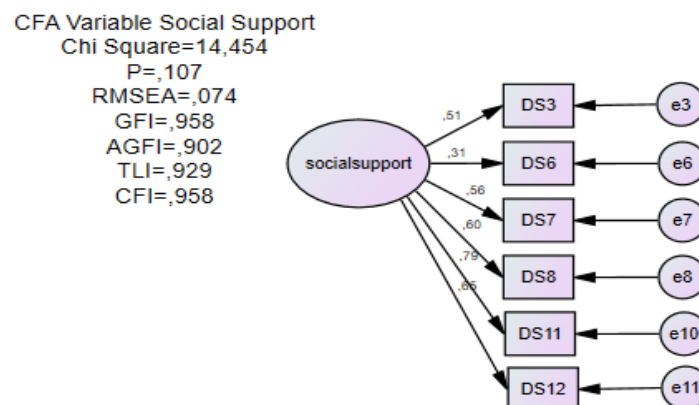 CFA Variable Social Support
Chi Square=14,454
P=,107
RMSEA=,074
GFI=,958
AGFI=,902
TLI=,929
CFI=,958
socialsupport
,51
DS3
e3
,31
DS6
e6
,56
DS7
e7
,60
DS8
e8
,79
DS11
e10
,65
DS12
e11